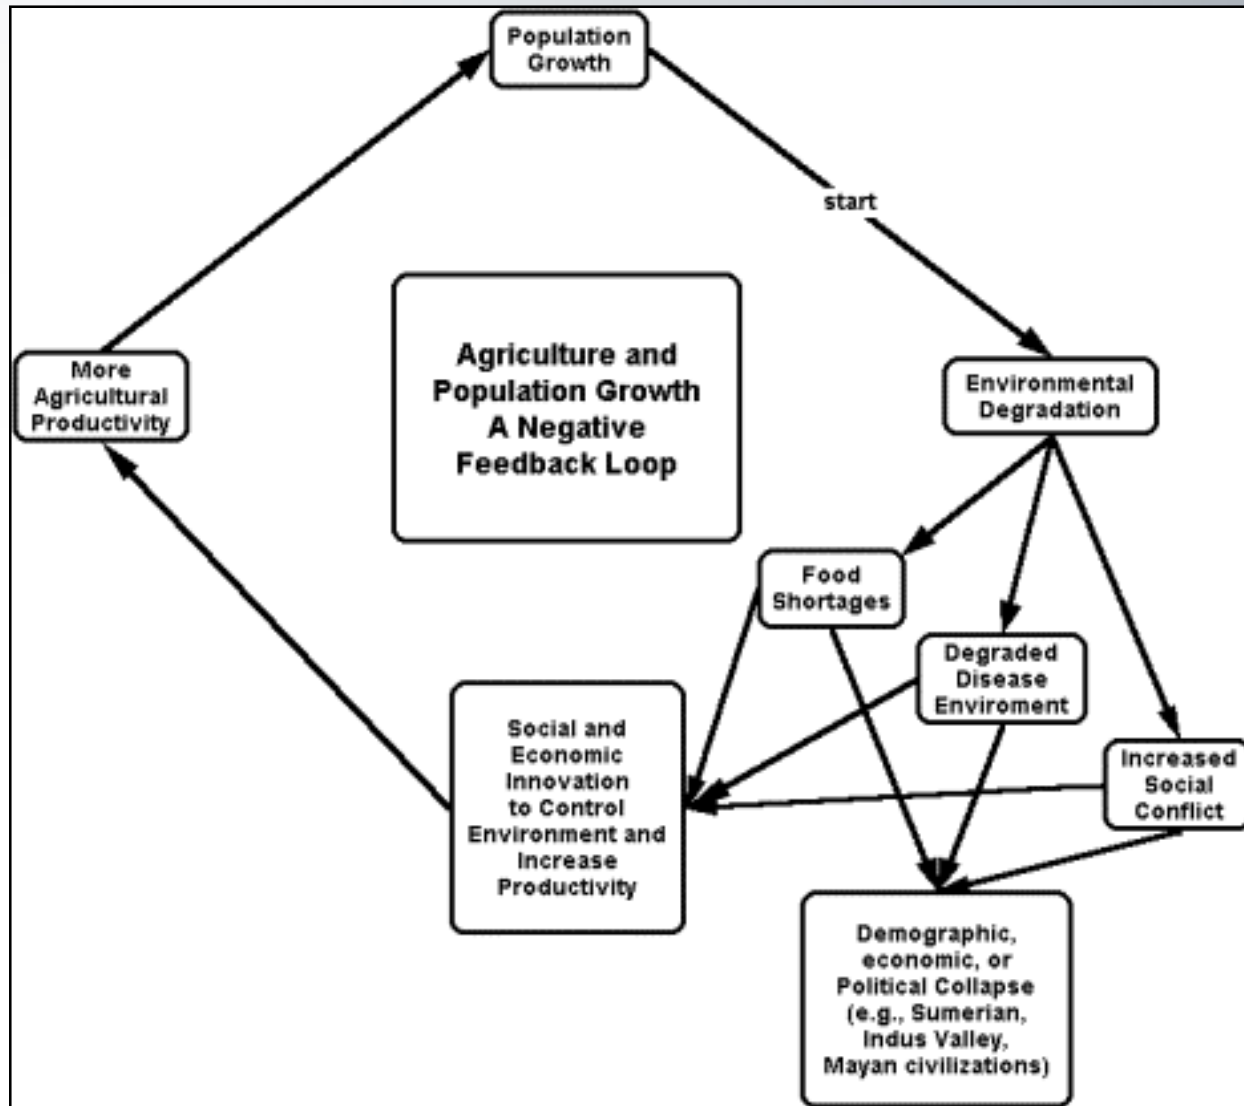 Population
Growth
start
Agriculture and
Population Growth
A Negative
Feedback Loop
More
Agricultural
Productivity
Environmental
Degradation
Food
Shortages
Degraded
Disease
Enviroment
Increased
Social
Conflict
Social and
Economic
Innovation
to Control
Environment and
Increase
Productivity
Demographic,
economic, or
Political Collapse
(e.g., Sumerian,
Indus Valley,
Mayan civilizations)